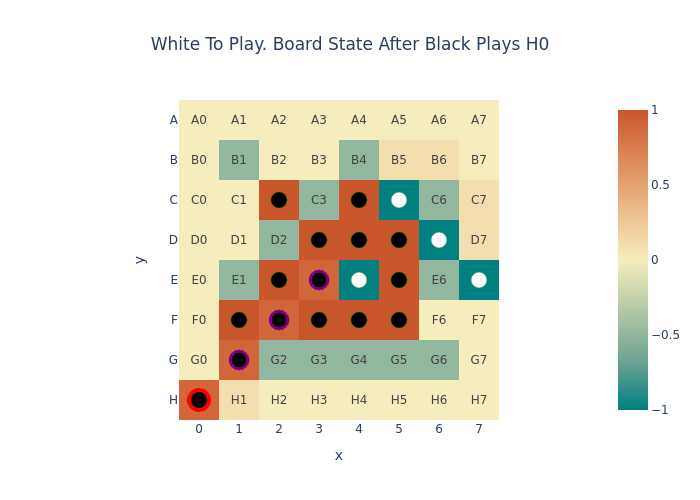 White To Play. Board State After Black Plays H0
A A0 A1 A2 A3 A4 A5 A6 A7
B B0 B1 B2 B3 B4 B5 B6 B7
C C0 C1 C3 C6 C7
D D0 D1 D2 D7
E E0 E1 E6
F F0 F6 F7
G G0 G2 G3 G4 G5 G6 G7
H H1 H2 H3 H4 H5 H6 H7
0 1 2 3 4 5 6 7
x
y
1
0.5
0
−0.5
−1